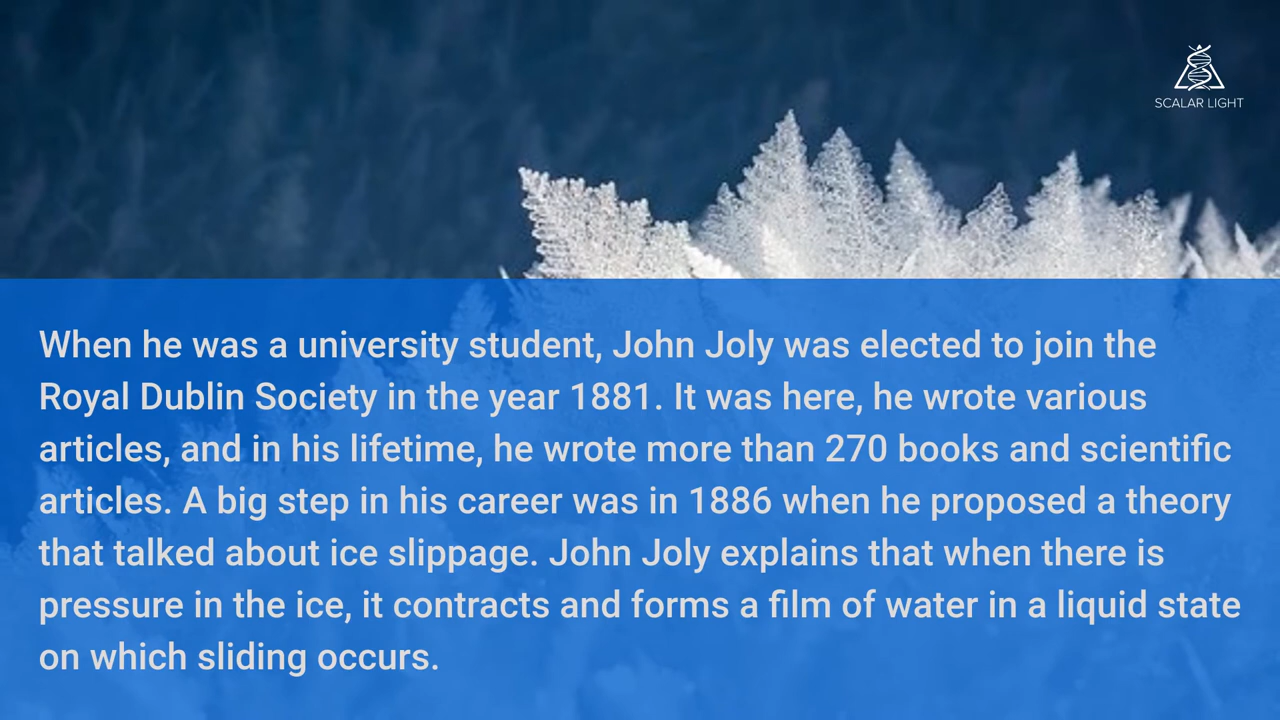 SCALAR LIGHT
When he was a university student, John Joly was elected to join the
Royal Dublin Society in the year 1881. It was here, he wrote various
articles, and in his lifetime, he wrote more than 270 books and scientific
articles. A big step in his career was in 1886 when he proposed a theory
that talked about ice slippage. John Joly explains that when there is
pressure in the ice, it contracts and forms a film of water in a liquid state
on which sliding occurs.